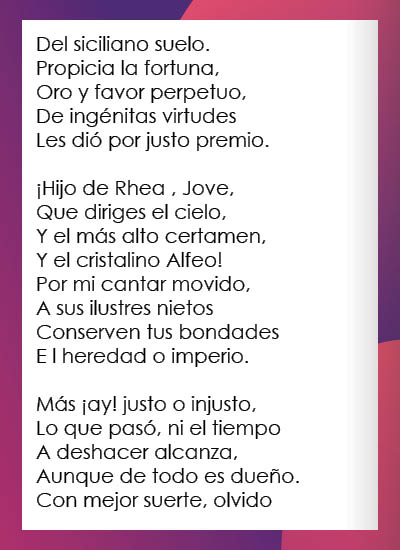 Del siciliano suelo.
Propicia la fortuna,
Oro y favor perpetuo,
De ingénitas virtudes
Les dió por justo premio.

¡Hijo de Rhea , Jove,
Que diriges el cielo,
Y el más alto certamen,
Y el cristalino Alfeo!
Por mi cantar movido,
A sus ilustres nietos
Conserven tus bondades
E l heredad o imperio.

Más ¡ay! justo o injusto,
Lo que pasó, ni el tiempo
A deshacer alcanza,
Aunque de todo es dueño.
Con mejor suerte, olvido